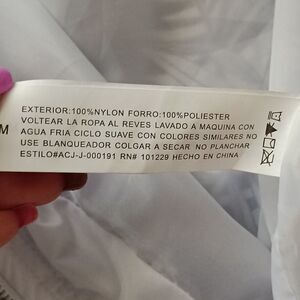 EXTERIOR:100%NYLON FORRO:100%POLIESTER
VOLTEAR LA ROPA AL REVES LAVADO A MAQUINA CON
M
AGUA FRIA CICLO SUAVE CON COLORES SIMILARES NO
USE BLANQUEADOR COLGAR A SECAR NO PLANCHAR
ESTILO#ACJ-J-000191 RN# 101229 HECHO EN CHINA